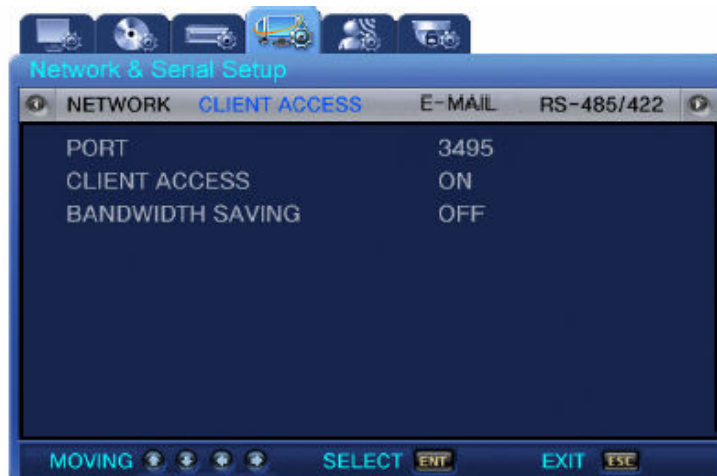 Network & Serial Setup
NETWORK CLIENT ACCESS E-MAIL RS-485/422
PORT 3495
CLIENT ACCESS ON
BANDWIDTH SAVING OFF
MOVING SELECT ENT EXIT ESC